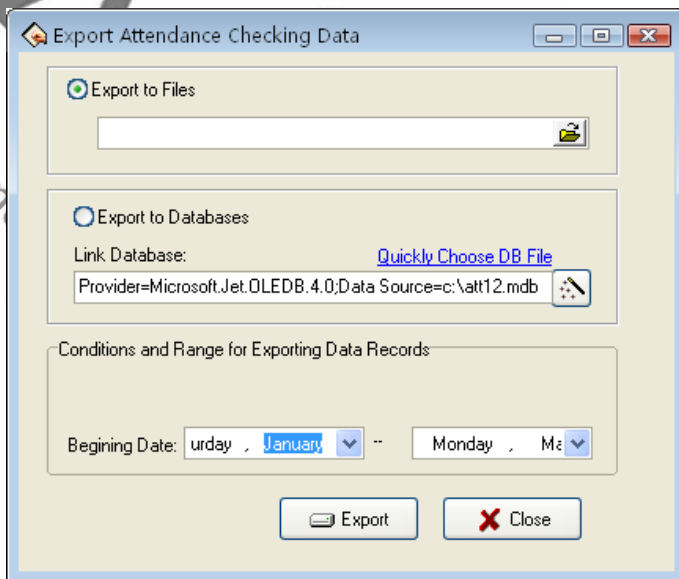 Export Attendance Checking Data
Export to Files
Export to Databases
Link Database: Quickly Choose DB File
Provider=Microsoft.Jet.OLEDB.4.0;Data Source=c:\att12.mdb
Conditions and Range for Exporting Data Records
Begining Date: urday , January -- Monday , Ma
Export Close